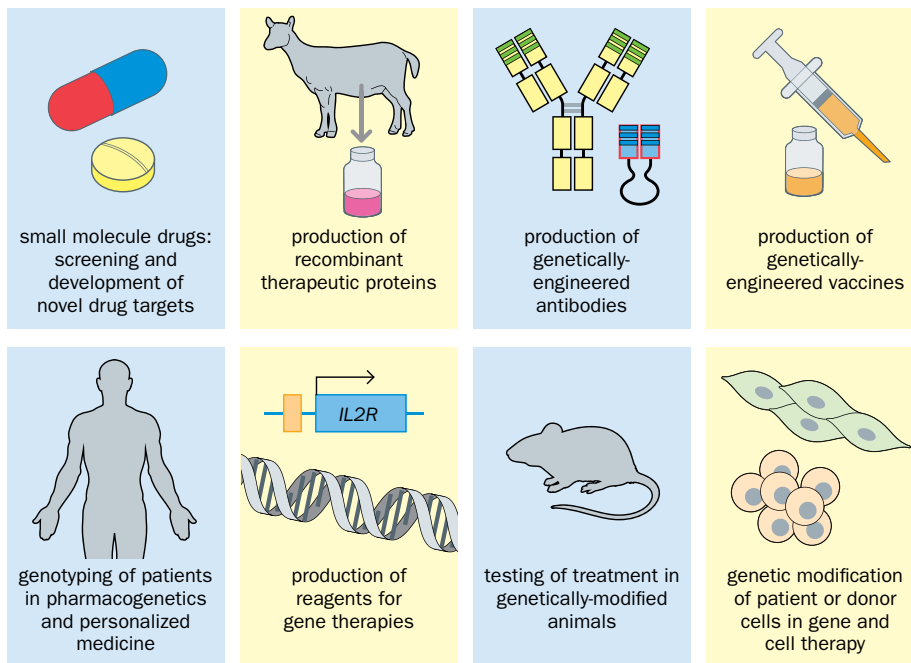 small molecule drugs:
screening and
development of
novel drug targets
production of
recombinant
therapeutic proteins
production of
genetically-
engineered
antibodies
production of
genetically-
engineered vaccines
genotyping of patients
in pharmacogenetics
and personalized
medicine
IL2R
production of
reagents for
gene therapies
testing of treatment in
genetically-modified
animals
genetic modification
of patient or donor
cells in gene and
cell therapy